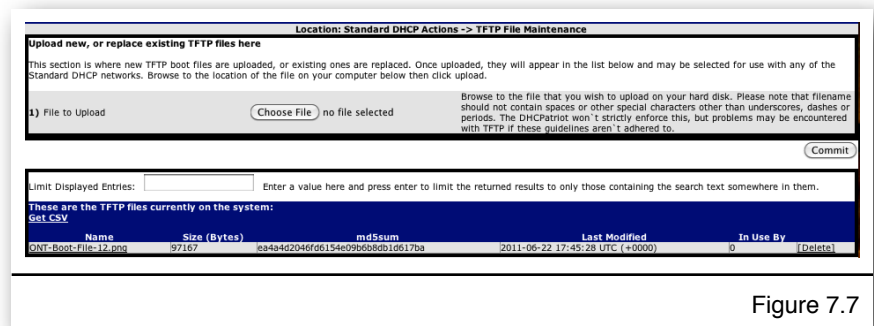 Location: Standard DHCP Actions -> TFTP File Maintenance
Upload new, or replace existing TFTP files here
This section is where new TFTP boot files are uploaded, or existing ones are replaced. Once uploaded, they will appear in the list below and may be selected for use with any of the
Standard DHCP networks. Browse to the location of the file on your computer below then click upload.
1) File to Upload
Choose File no file selected
Browse to the file that you wish to upload on your hard disk. Please note that filename
should not contain spaces or other special characters other than underscores, dashes or
periods. The DHCPatriot won`t strictly enforce this, but problems may be encountered
with TFTP if these guidelines aren`t adhered to.
Commit
Limit Displayed Entries: Enter a value here and press enter to limit the returned results to only those containing the search text somewhere in them.
These are the TFTP files currently on the system:
Get CSV
Name Size (Bytes) md5sum Last Modified In Use By
ONT-Boot-File-12.png 97167 ea4a4d2046fd6154e09b6b8db1d617ba 2011-06-22 17:45:28 UTC (+0000) 0 [Delete]
Figure 7.7